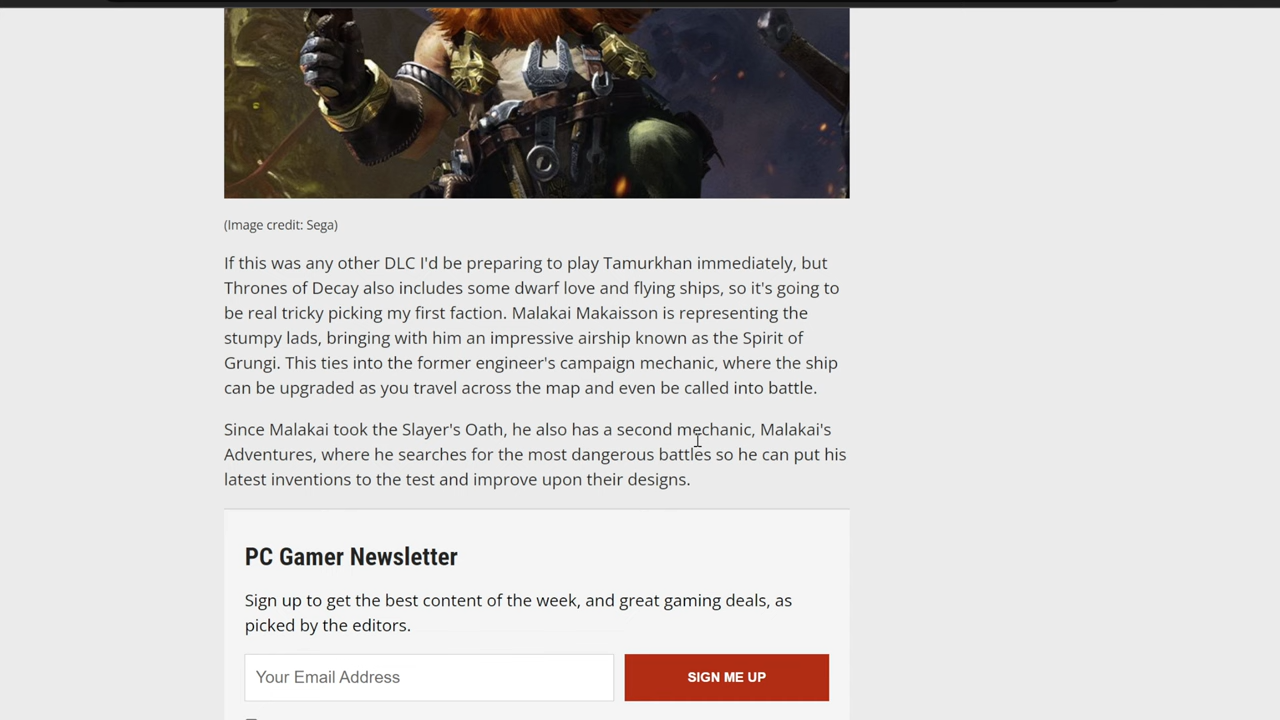 (Image credit: Sega)
If this was any other DLC I'd be preparing to play Tamurkhan immediately, but
Thrones of Decay also includes some dwarf love and flying ships, so it's going to
be real tricky picking my first faction. Malakai Makaisson is representing the
stumpy lads, bringing with him an impressive airship known as the Spirit of
Grungi. This ties into the former engineer's campaign mechanic, where the ship
can be upgraded as you travel across the map and even be called into battle.
Since Malakai took the Slayer's Oath, he also has a second mechanic, Malakai's
Adventures, where he searches for the most dangerous battles so he can put his
latest inventions to the test and improve upon their designs.
PC Gamer Newsletter
Sign up to get the best content of the week, and great gaming deals, as
picked by the editors.
Your Email Address
SIGN ME UP